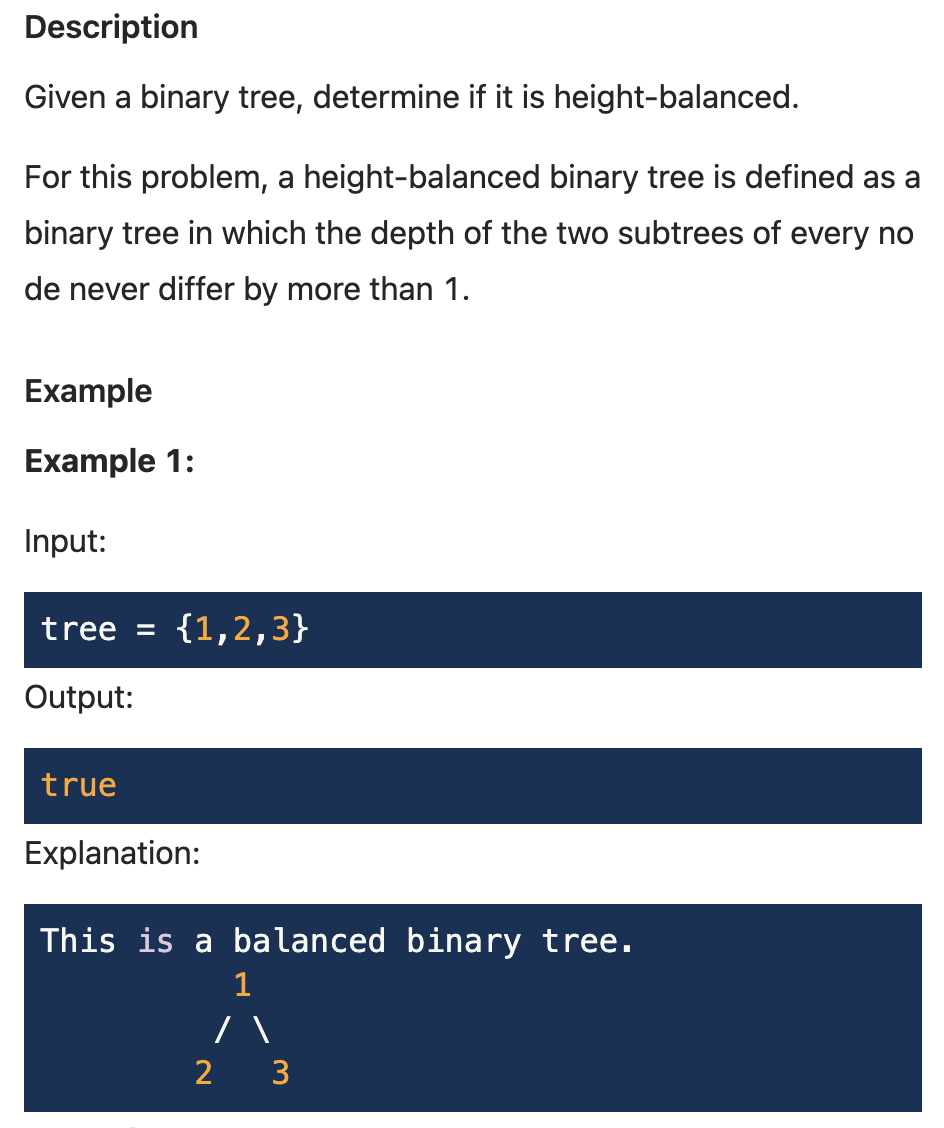 Description
Given a binary tree, determine if it is height-balanced.
For this problem, a height-balanced binary tree is defined as a
binary tree in which the depth of the two subtrees of every no
de never differ by more than 1.
Example
Example 1:
Input:
tree = {1,2,3}
Output:
true
Explanation:
This is a balanced binary tree.
1
/ \
2 3